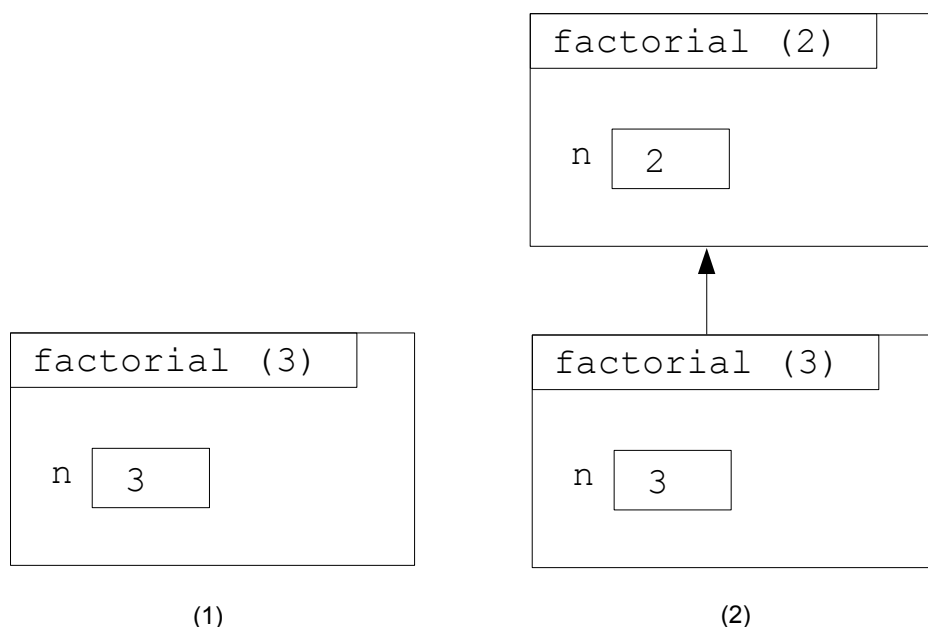 factorial (2)
n 2
factorial (3)
n 3
(1)
factorial (3)
n 3
(2)